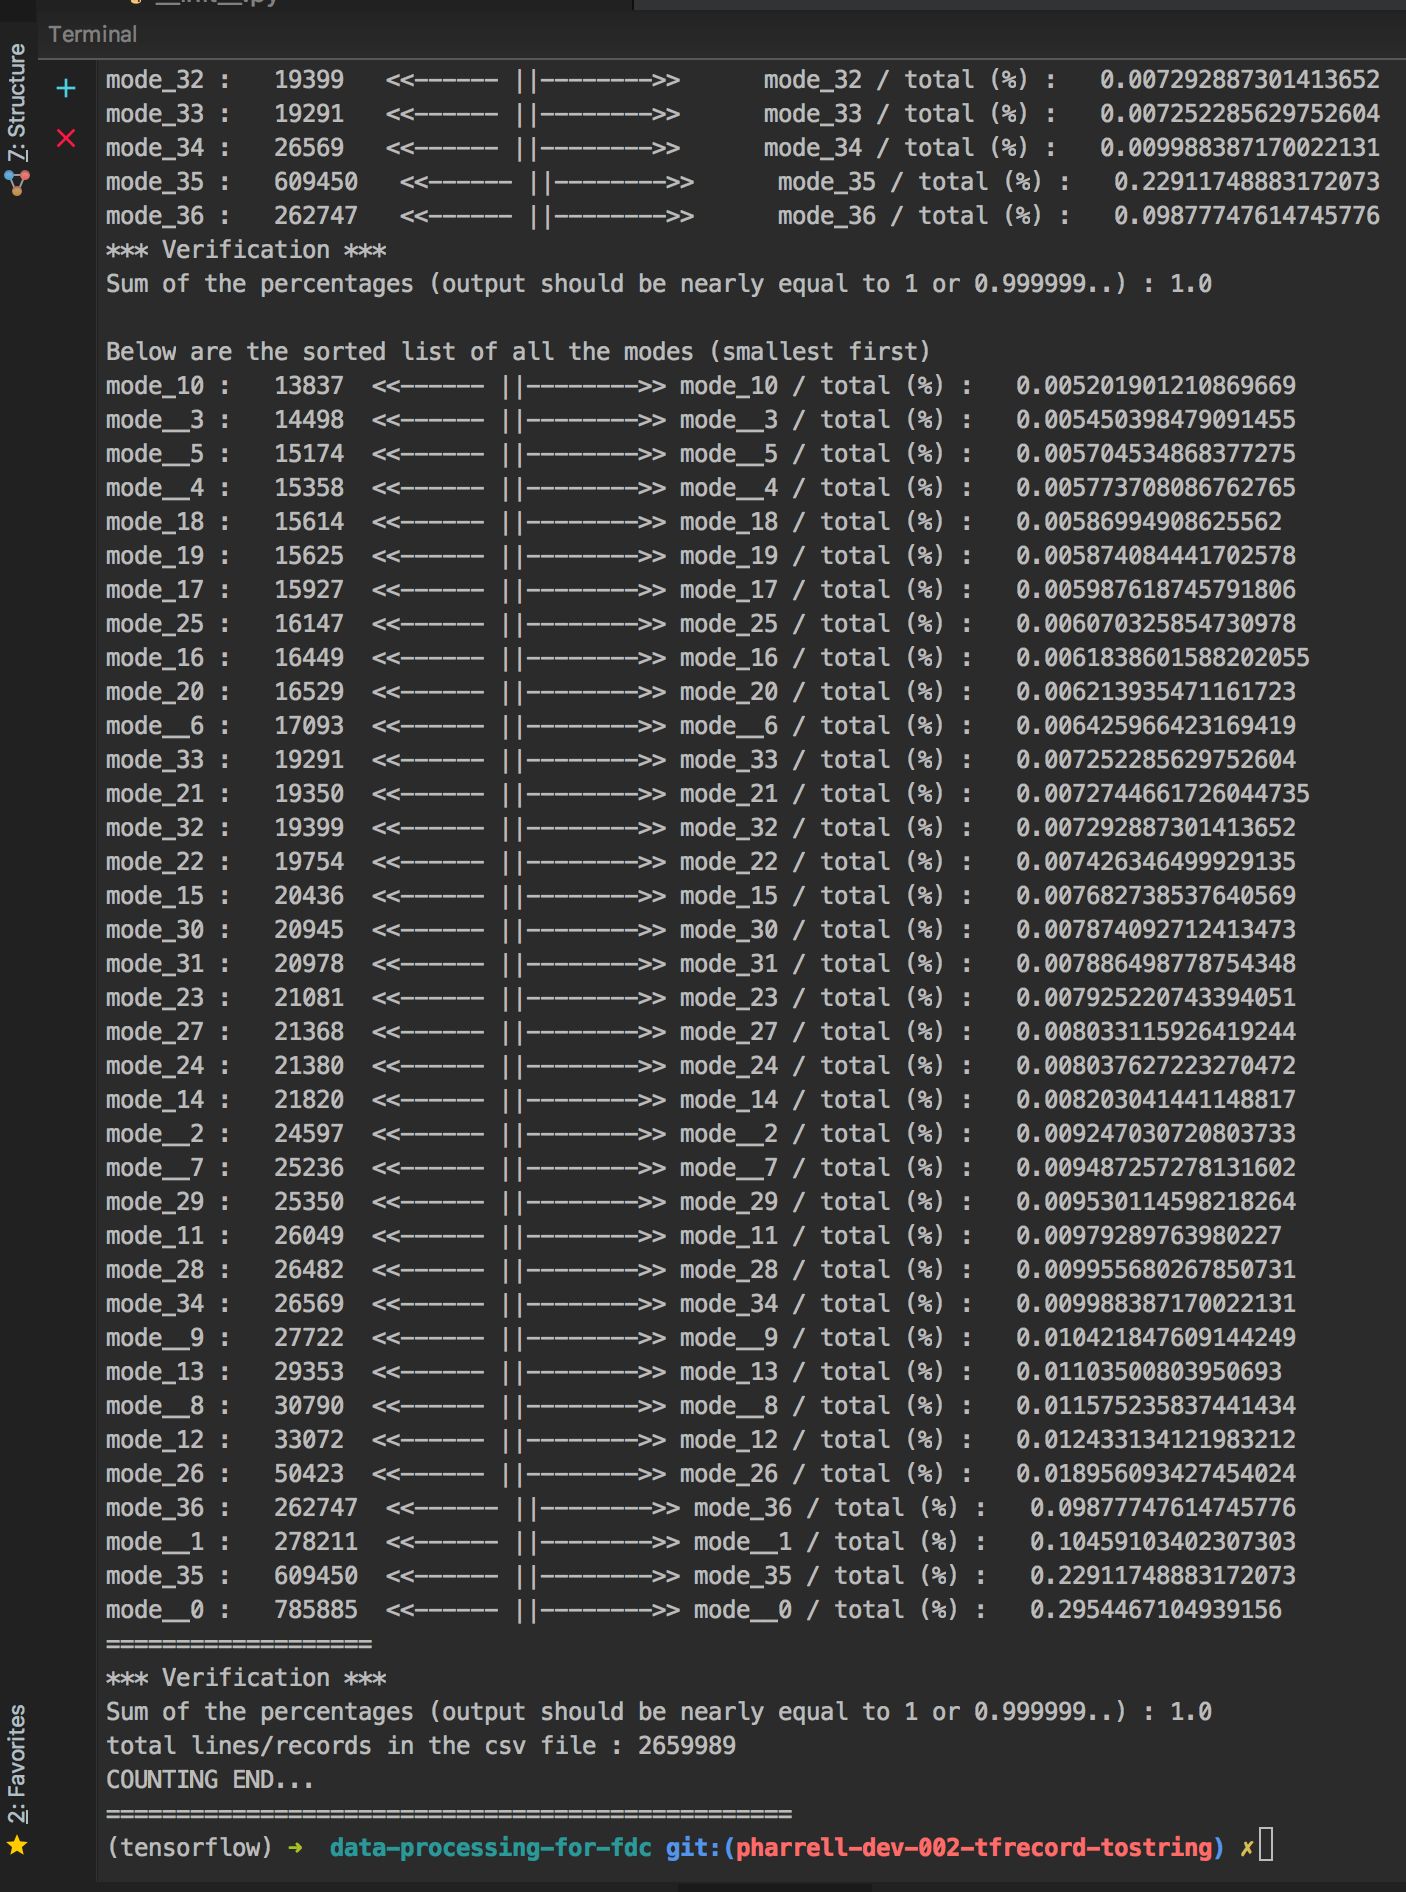 __init__.py
Terminal
7: Structure
mode_32 :   19399   <<------ ||-------->>      mode_32 / total (%) :   0.007292887301413652
mode_33 :   19291   <<------ ||-------->>      mode_33 / total (%) :   0.007252285629752604
mode_34 :   26569   <<------ ||-------->>      mode_34 / total (%) :   0.009988387170022131
mode_35 :   609450   <<------ ||-------->>      mode_35 / total (%) :   0.22911748883172073
mode_36 :   262747   <<------ ||-------->>      mode_36 / total (%) :   0.09877747614745776
*** Verification ***
Sum of the percentages (output should be nearly equal to 1 or 0.999999..) : 1.0
Below are the sorted list of all the modes (smallest first)
mode_10 :   13837  <<------ ||-------->> mode_10 / total (%) :   0.005201901210869669
mode__3 :   14498  <<------ ||-------->> mode__3 / total (%) :   0.005450398479091455
mode__5 :   15174  <<------ ||-------->> mode__5 / total (%) :   0.005704534868377275
mode__4 :   15358  <<------ ||-------->> mode__4 / total (%) :   0.005773708086762765
mode_18 :   15614  <<------ ||-------->> mode_18 / total (%) :   0.00586994908625562
mode_19 :   15625  <<------ ||-------->> mode_19 / total (%) :   0.005874084441702578
mode_17 :   15927  <<------ ||-------->> mode_17 / total (%) :   0.005987618745791806
mode_25 :   16147  <<------ ||-------->> mode_25 / total (%) :   0.006070325854730978
mode_16 :   16449  <<------ ||-------->> mode_16 / total (%) :   0.0061838601588202055
mode_20 :   16529  <<------ ||-------->> mode_20 / total (%) :   0.006213935471161723
mode__6 :   17093  <<------ ||-------->> mode__6 / total (%) :   0.006425966423169419
mode_33 :   19291  <<------ ||-------->> mode_33 / total (%) :   0.007252285629752604
mode_21 :   19350  <<------ ||-------->> mode_21 / total (%) :   0.0072744661726044735
mode_32 :   19399  <<------ ||-------->> mode_32 / total (%) :   0.007292887301413652
mode_22 :   19754  <<------ ||-------->> mode_22 / total (%) :   0.007426346499929135
mode_15 :   20436  <<------ ||-------->> mode_15 / total (%) :   0.007682738537640569
mode_30 :   20945  <<------ ||-------->> mode_30 / total (%) :   0.007874092712413473
mode_31 :   20978  <<------ ||-------->> mode_31 / total (%) :   0.007886498778754348
mode_23 :   21081  <<------ ||-------->> mode_23 / total (%) :   0.007925220743394051
mode_27 :   21368  <<------ ||-------->> mode_27 / total (%) :   0.008033115926419244
mode_24 :   21380  <<------ ||-------->> mode_24 / total (%) :   0.008037627223270472
mode_14 :   21820  <<------ ||-------->> mode_14 / total (%) :   0.008203041441148817
mode__2 :   24597  <<------ ||-------->> mode__2 / total (%) :   0.009247030720803733
mode__7 :   25236  <<------ ||-------->> mode__7 / total (%) :   0.009487257278131602
mode_29 :   25350  <<------ ||-------->> mode_29 / total (%) :   0.009530114598218264
mode_11 :   26049  <<------ ||-------->> mode_11 / total (%) :   0.00979289763980227
mode_28 :   26482  <<------ ||-------->> mode_28 / total (%) :   0.009955680267850731
mode_34 :   26569  <<------ ||-------->> mode_34 / total (%) :   0.009988387170022131
mode__9 :   27722  <<------ ||-------->> mode__9 / total (%) :   0.010421847609144249
mode_13 :   29353  <<------ ||-------->> mode_13 / total (%) :   0.01103500803950693
mode__8 :   30790  <<------ ||-------->> mode__8 / total (%) :   0.011575235837441434
mode_12 :   33072  <<------ ||-------->> mode_12 / total (%) :   0.012433134121983212
mode_26 :   50423  <<------ ||-------->> mode_26 / total (%) :   0.018956093427454024
mode_36 :   262747  <<------ ||-------->> mode_36 / total (%) :   0.09877747614745776
mode__1 :   278211  <<------ ||-------->> mode__1 / total (%) :   0.10459103402307303
mode_35 :   609450  <<------ ||-------->> mode_35 / total (%) :   0.22911748883172073
mode__0 :   785885  <<------ ||-------->> mode__0 / total (%) :   0.2954467104939156
===================
*** Verification ***
Sum of the percentages (output should be nearly equal to 1 or 0.999999..) : 1.0
total lines/records in the csv file : 2659989
COUNTING END...
=================================================
(tensorflow) ➜  data-processing-for-fdc git:(pharrell-dev-002-tfrecord-tostring) ✗
2: Favorites